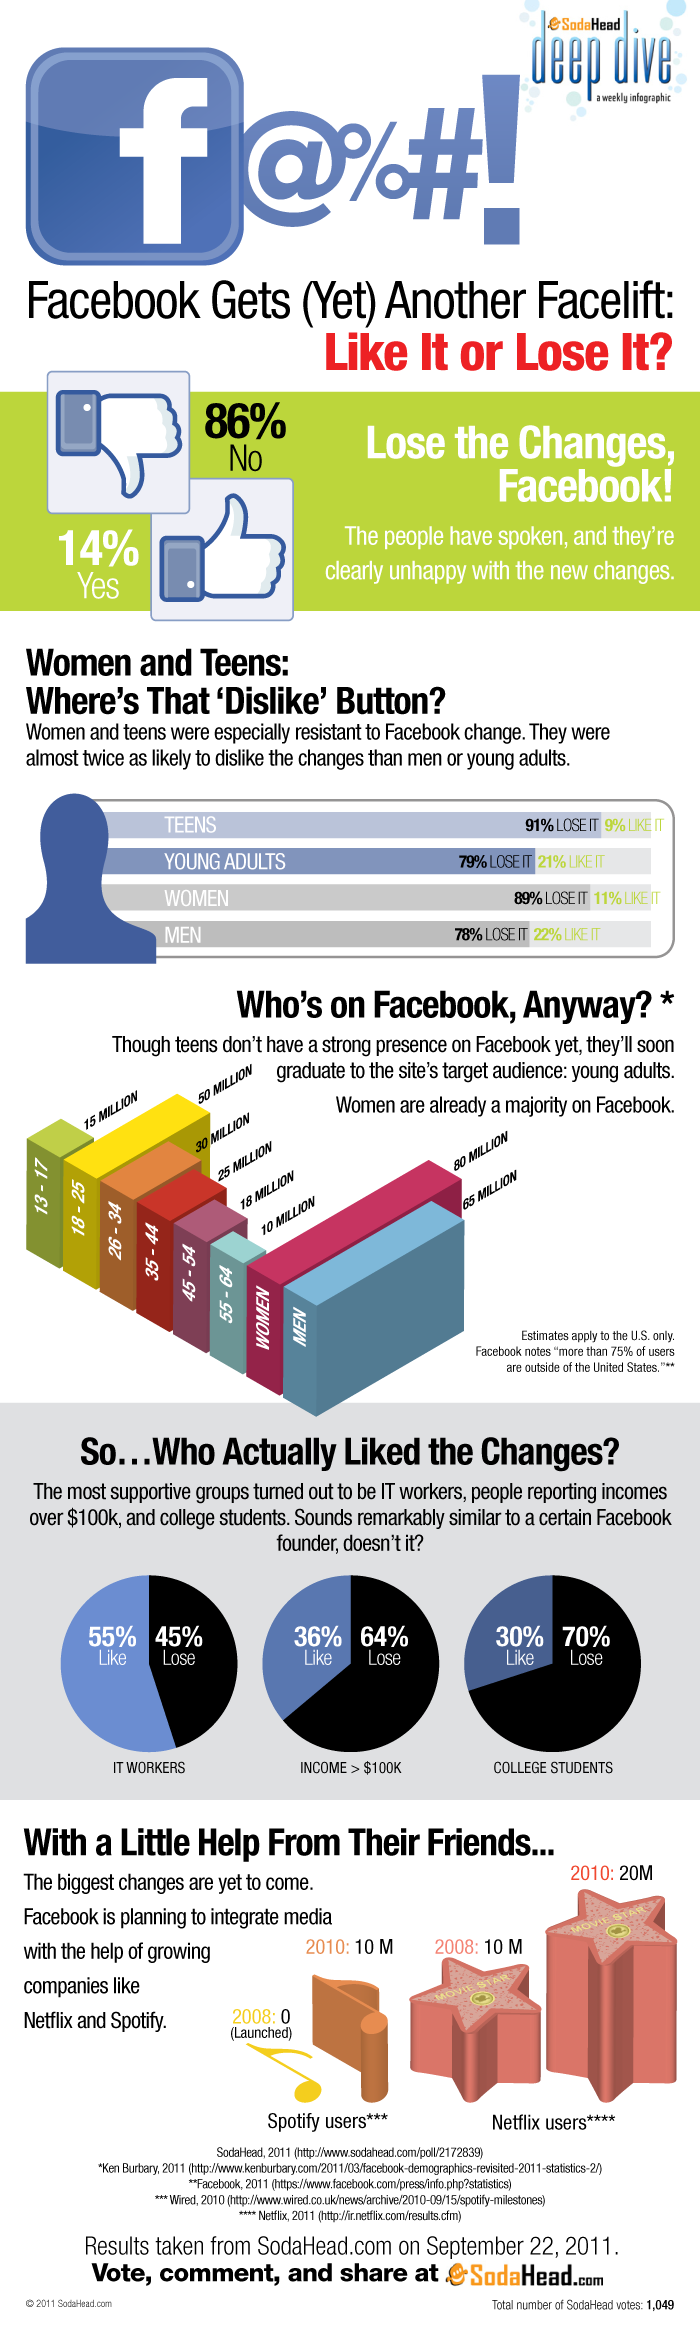 SodaHead
deep dive
a weekly infographic
f@%#!
Facebook Gets (Yet) Another Facelift:
Like It or Lose It?
86%
No
14%
Yes
Lose the Changes,
Facebook!
The people have spoken, and they're
clearly unhappy with the new changes.
Women and Teens:
Where's That 'Dislike' Button?
Women and teens were especially resistant to Facebook change. They were
almost twice as likely to dislike the changes than men or young adults.
TEENS 91% LOSE IT 9% LIKE IT
YOUNG ADULTS 79% LOSE IT 21% LIKE IT
WOMEN 89% LOSE IT 11% LIKE IT
MEN 78% LOSE IT 22% LIKE IT
Who's on Facebook, Anyway? *
Though teens don't have a strong presence on Facebook yet, they'll soon
graduate to the site's target audience: young adults.
Women are already a majority on Facebook.
15 MILLION
50 MILLION
30 MILLION
25 MILLION
18 MILLION
10 MILLION
80 MILLION
65 MILLION
13 - 17
18 - 25
26 - 34
35 - 44
45 - 54
55 - 64
WOMEN
MEN
Estimates apply to the U.S. only.
Facebook notes “more than 75% of users
are outside of the United States.”**
So...Who Actually Liked the Changes?
The most supportive groups turned out to be IT workers, people reporting incomes
over $100k, and college students. Sounds remarkably similar to a certain Facebook
founder, doesn't it?
55% Like 45% Lose
IT WORKERS
36% Like 64% Lose
INCOME > $100K
30% Like 70% Lose
COLLEGE STUDENTS
With a Little Help From Their Friends...
The biggest changes are yet to come.
Facebook is planning to integrate media
with the help of growing
companies like
Netflix and Spotify.
2008: 0
(Launched)
2010: 10 M
2008: 10 M
2010: 20M
MOVIE STAR
MOVIE STAR
Spotify users***
Netflix users****
SodaHead, 2011 (http://www.sodahead.com/poll/2172839)
*Ken Burbary, 2011 (http://www.kenburbary.com/2011/03/facebook-demographics-revisited-2011-statistics-2/)
**Facebook, 2011 (https://www.facebook.com/press/info.php?statistics)
*** Wired, 2010 (http://www.wired.co.uk/news/archive/2010-09/15/spotify-milestones)
**** Netflix, 2011 (http://ir.netflix.com/results.cfm)
Results taken from SodaHead.com on September 22, 2011.
Vote, comment, and share at SodaHead.com
© 2011 SodaHead.com
Total number of SodaHead votes: 1,049